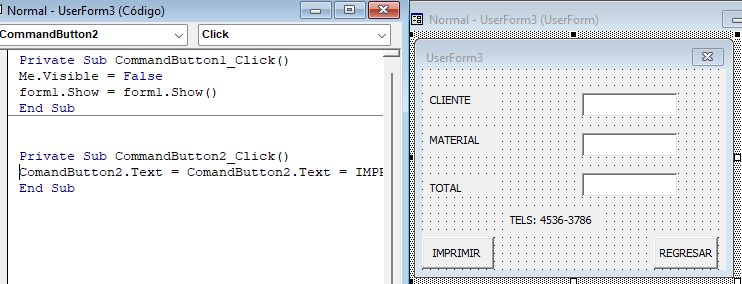 Normal - UserForm3 (Código)
CommandButton2
Click
Private Sub CommandButton1_Click()
Me.Visible = False
form1.Show = form1.Show()
End Sub
Private Sub CommandButton2_Click()
ComandButton2.Text = ComandButton2.Text =
End Sub
Normal - UserForm3 (UserForm)
UserForm3
CLIENTE
MATERIAL
TOTAL
TELS: 4536-3786
IMPRIMIR
REGRESAR